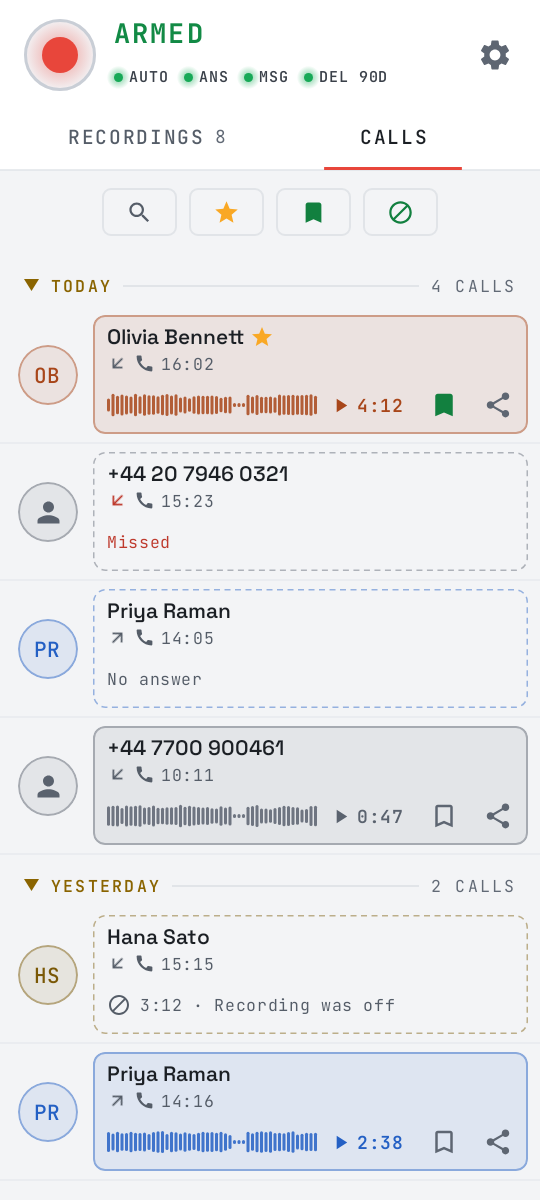 ARMED
AUTO ANS MSG DEL 90D
RECORDINGS 8
CALLS
TODAY
4 CALLS
OB
Olivia Bennett
16:02
4:12
+44 20 7946 0321
15:23
Missed
PR
Priya Raman
14:05
No answer
+44 7700 900461
10:11
0:47
YESTERDAY
2 CALLS
HS
Hana Sato
15:15
3:12 · Recording was off
PR
Priya Raman
14:16
2:38